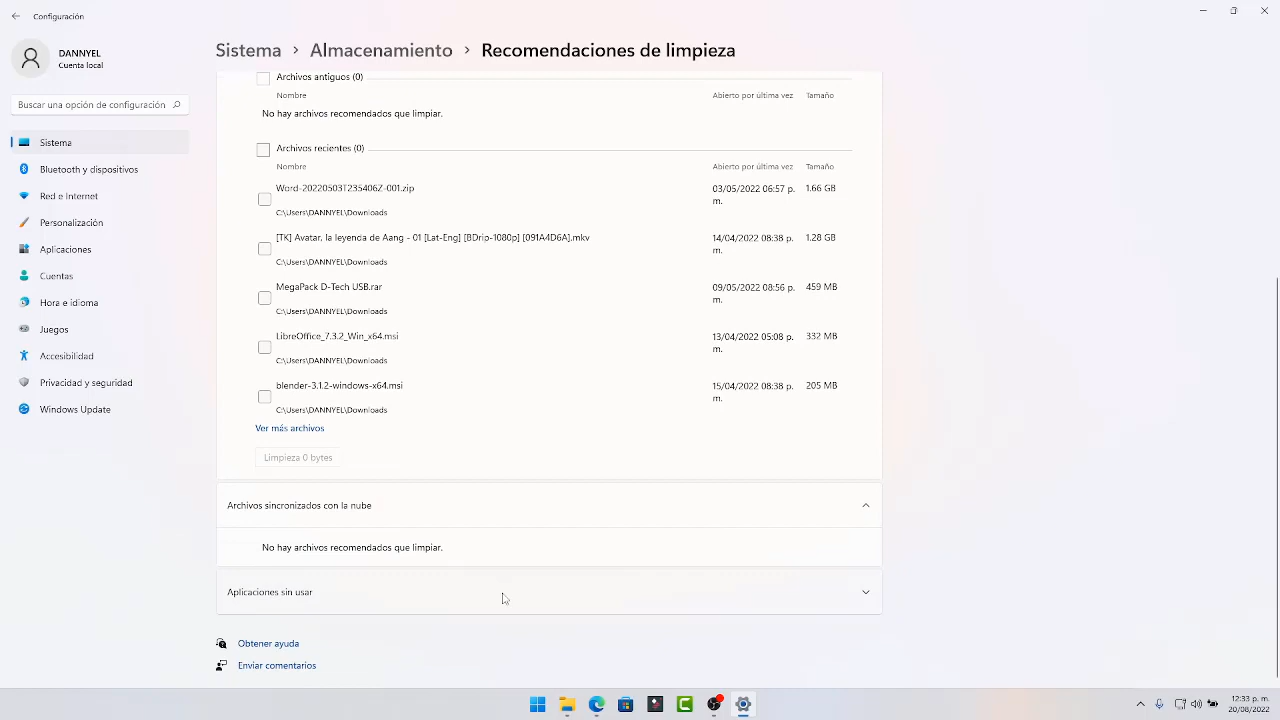 Configuración
DANNYEL
Cuenta local
Buscar una opción de configuración
Sistema
Bluetooth y dispositivos
Red e Internet
Personalización
Aplicaciones
Cuentas
Hora e idioma
Juegos
Accesibilidad
Privacidad y seguridad
Windows Update
Sistema > Almacenamiento > Recomendaciones de limpieza
Archivos antiguos (0)
Nombre Abierto por última vez Tamaño
No hay archivos recomendados que limpiar.
Archivos recientes (0)
Nombre Abierto por última vez Tamaño
Word-20220503T235406Z-001.zip 03/05/2022 06:57 p. 1.66 GB
m.
C:\Users\DANNYEL\Downloads
[TK] Avatar, la leyenda de Aang - 01 [Lat-Eng] [BDrip-1080p] [091A4D6A].mkv 14/04/2022 08:38 p. 1.28 GB
m.
C:\Users\DANNYEL\Downloads
MegaPack D-Tech USB.rar 09/05/2022 08:56 p. 459 MB
m.
C:\Users\DANNYEL\Downloads
LibreOffice_7.3.2_Win_x64.msi 13/04/2022 05:08 p. 332 MB
m.
C:\Users\DANNYEL\Downloads
blender-3.1.2-windows-x64.msi 15/04/2022 08:38 p. 205 MB
m.
C:\Users\DANNYEL\Downloads
Ver más archivos
Limpieza 0 bytes
Archivos sincronizados con la nube
No hay archivos recomendados que limpiar.
Aplicaciones sin usar
Obtener ayuda
Enviar comentarios
12:33 p. m.
20/08/2022